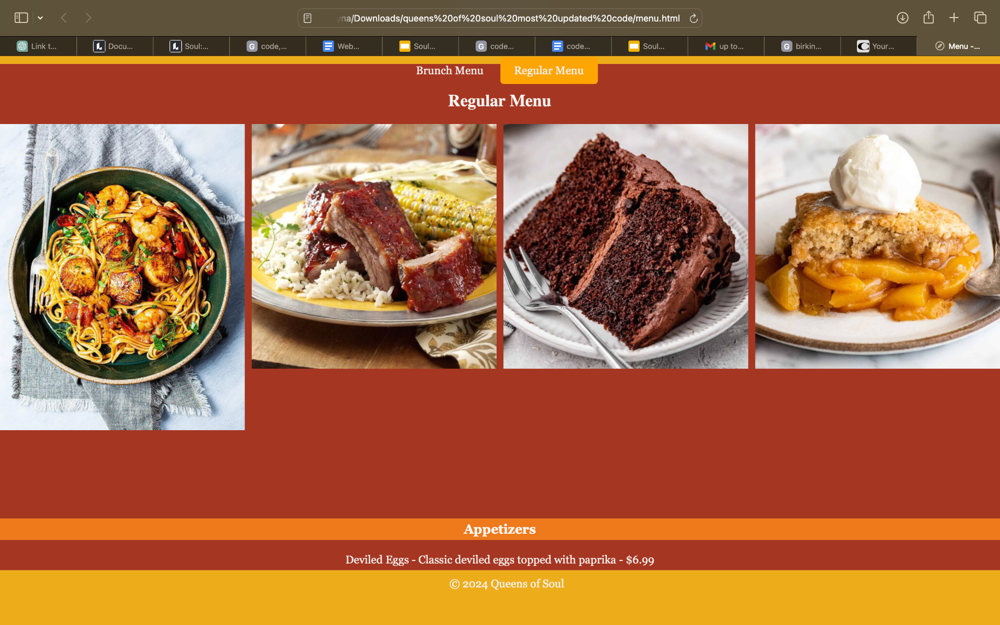 yna/Downloads/queens%20of%20soul%20most%20updated%20code/menu.html
Link t... Docu... Soul:... code,... Web... Soul... code... code... Soul... up to... birkin... Your... Menu -...
Brunch Menu Regular Menu
Regular Menu
Appetizers
Deviled Eggs - Classic deviled eggs topped with paprika - $6.99
© 2024 Queens of Soul